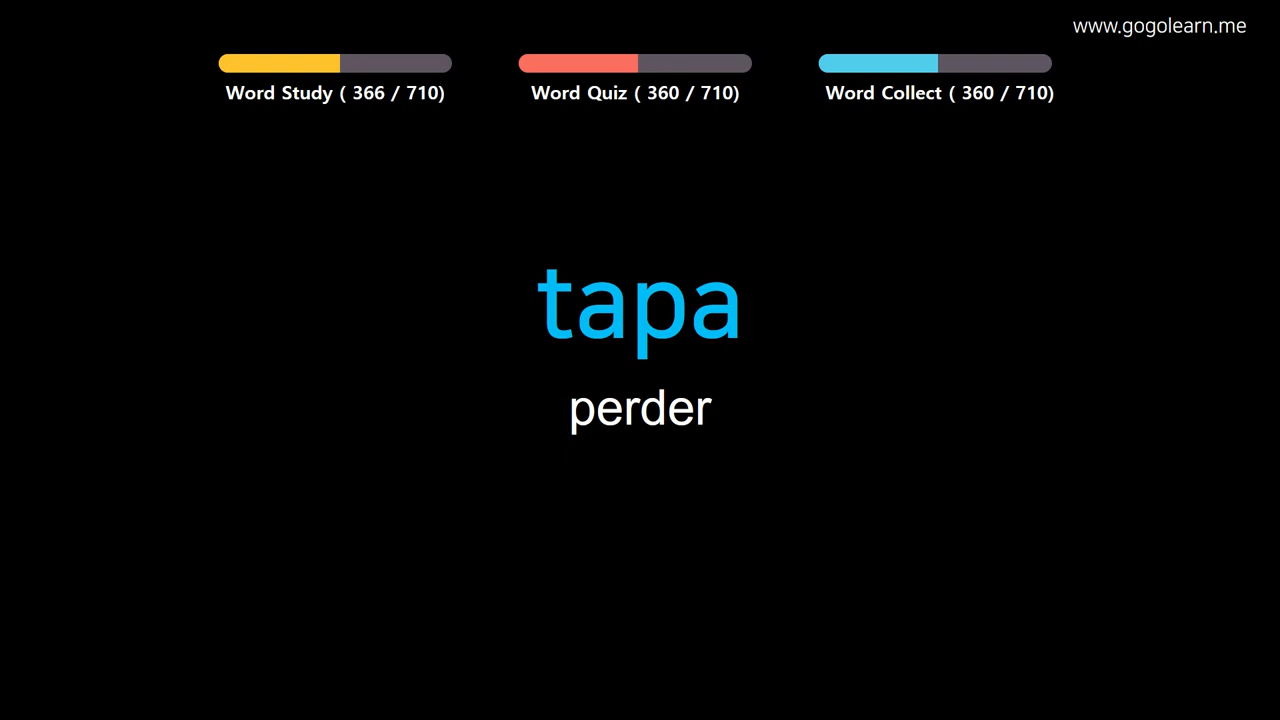 www.gogolearn.me
Word Study ( 366 / 710)
Word Quiz ( 360 / 710)
Word Collect ( 360 / 710)
tapa
perder